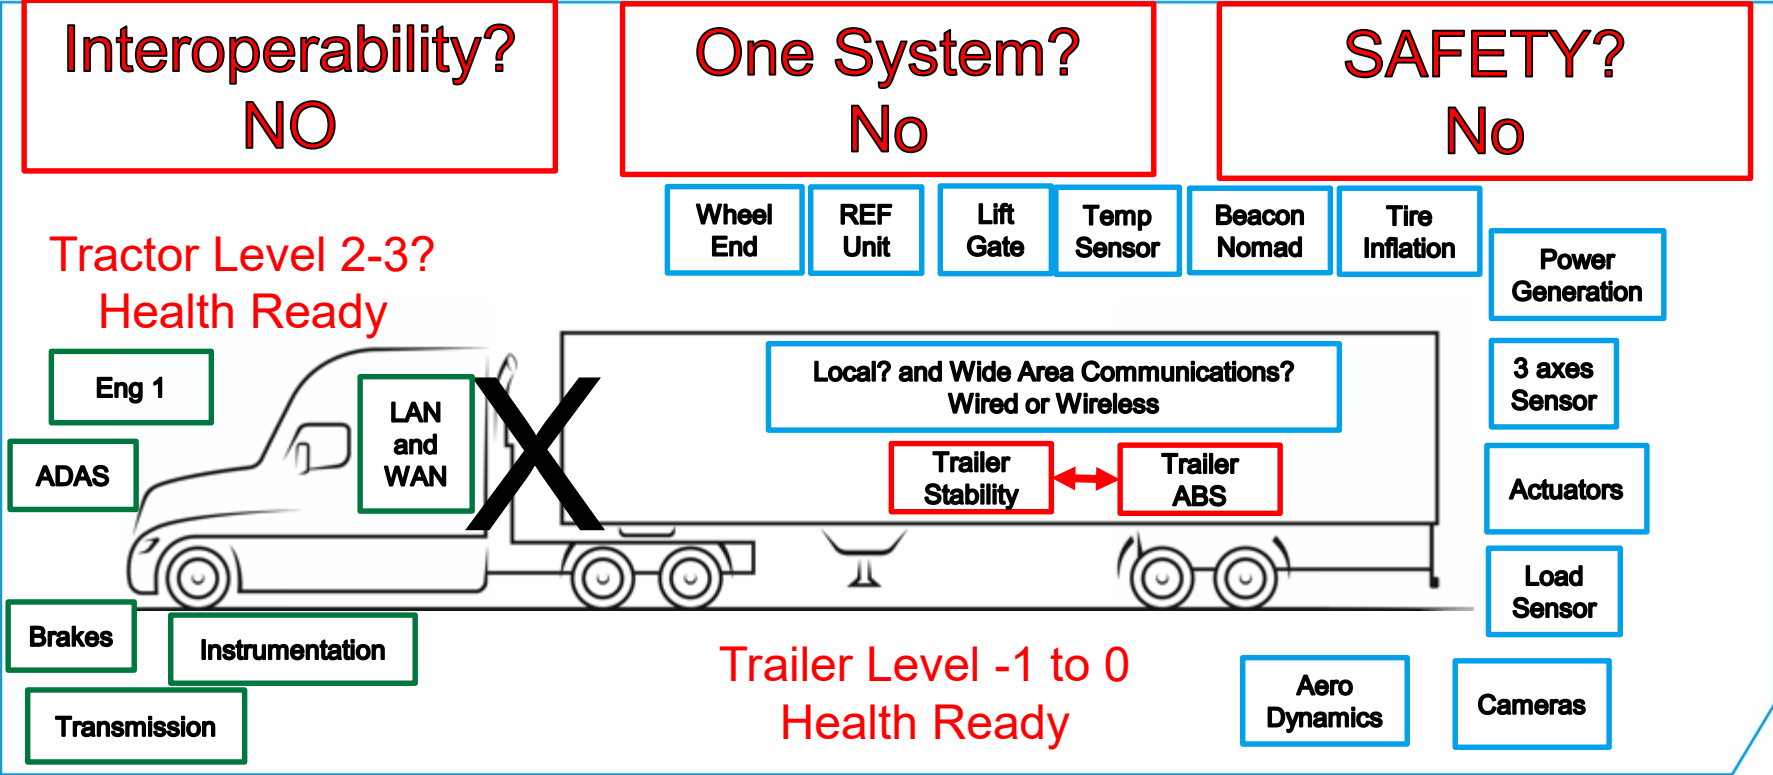 Interoperability?
NO
One System?
No
SAFETY?
No
Wheel
End
REF
Unit
Lift
Gate
Temp
Sensor
Beacon
Nomad
Tire
Inflation
Power
Generation
Tractor Level 2-3?
Health Ready
Eng 1
LAN
and
WAN
ADAS
X
Local? and Wide Area Communications?
Wired or Wireless
Trailer
Stability
Trailer
ABS
3 axes
Sensor
Actuators
Load
Sensor
Brakes
Instrumentation
Transmission
Trailer Level -1 to 0
Health Ready
Aero
Dynamics
Cameras